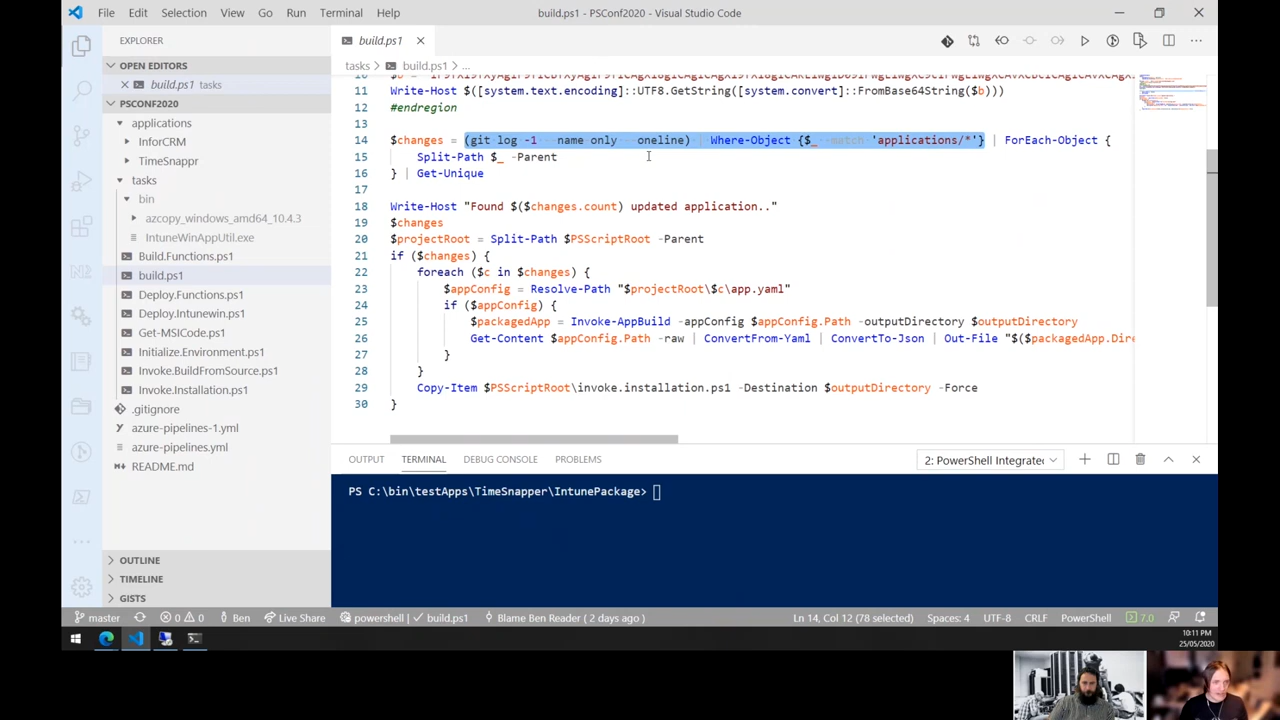 File Edit Selection View Go Run Terminal Help
build.ps1 - PSConf2020 - Visual Studio Code
EXPLORER
OPEN EDITORS
build.ps1 tasks
PSCONF2020
applications
InforCRM
TimeSnappr
tasks
bin
azcopy_windows_amd64_10.4.3
IntuneWinAppUtil.exe
Build.Functions.ps1
build.ps1
Deploy.Functions.ps1
Deploy.Intunewin.ps1
Get-MSICode.ps1
Initialize.Environment.ps1
Invoke.BuildFromSource.ps1
Invoke.Installation.ps1
.gitignore
azure-pipelines-1.yml
azure-pipelines.yml
README.md
OUTLINE
TIMELINE
GISTS
build.ps1
tasks > build.ps1 > ...
11 Write-Host $([system.text.encoding]::UTF8.GetString([system.convert]::FromBase64String($b)))
12 #endregion
13
14 $changes = (git log -1 name only oneline) | Where-Object {$_ match 'applications/*'} | ForEach-Object {
15 Split-Path $_ -Parent
16 } | Get-Unique
17
18 Write-Host "Found $($changes.count) updated application.."
19 $changes
20 $projectRoot = Split-Path $PSScriptRoot -Parent
21 if ($changes) {
22 foreach ($c in $changes) {
23 $appConfig = Resolve-Path "$projectRoot\$c\app.yaml"
24 if ($appConfig) {
25 $packagedApp = Invoke-AppBuild -appConfig $appConfig.Path -outputDirectory $outputDirectory
26 Get-Content $appConfig.Path -raw | ConvertFrom-Yaml | ConvertTo-Json | Out-File "$($packagedApp.Dire
27 }
28 }
29 Copy-Item $PSScriptRoot\invoke.installation.ps1 -Destination $outputDirectory -Force
30 }
OUTPUT TERMINAL DEBUG CONSOLE PROBLEMS
2: PowerShell Integrated
PS C:\bin\testApps\TimeSnapper\IntunePackage>
master 0 0 Ben Live Share powershell | build.ps1 Blame Ben Reader ( 2 days ago ) Ln 14, Col 12 (78 selected) Spaces: 4 UTF-8 CRLF PowerShell 7.0
10:11 PM
25/05/2020